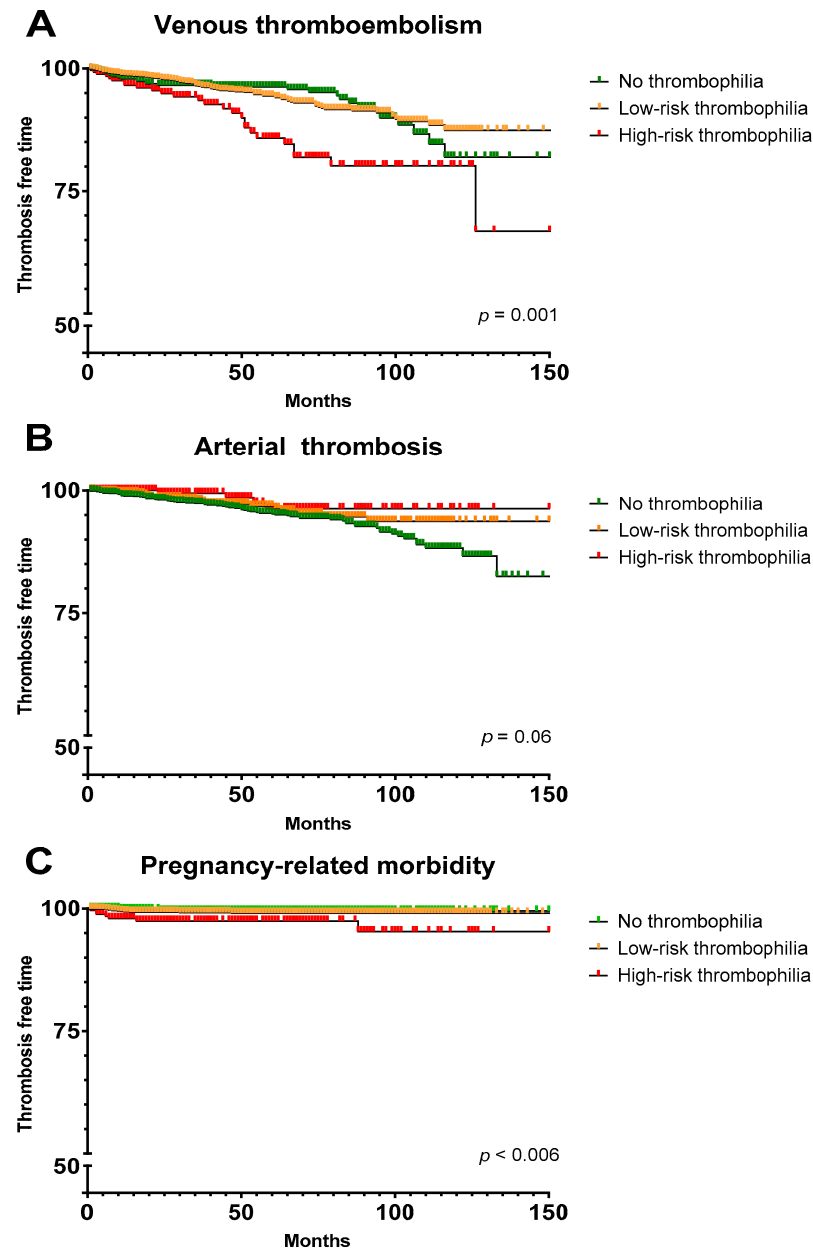 A
Venous thromboembolism
100
75
50
Thrombosis free time
0 50 100 150
Months
p = 0.001
No thrombophilia
Low-risk thrombophilia
High-risk thrombophilia
B
Arterial thrombosis
100
75
50
Thrombosis free time
0 50 100 150
Months
p = 0.06
No thrombophilia
Low-risk thrombophilia
High-risk thrombophilia
C
Pregnancy-related morbidity
100
75
50
Thrombosis free time
0 50 100 150
Months
p < 0.006
No thrombophilia
Low-risk thrombophilia
High-risk thrombophilia